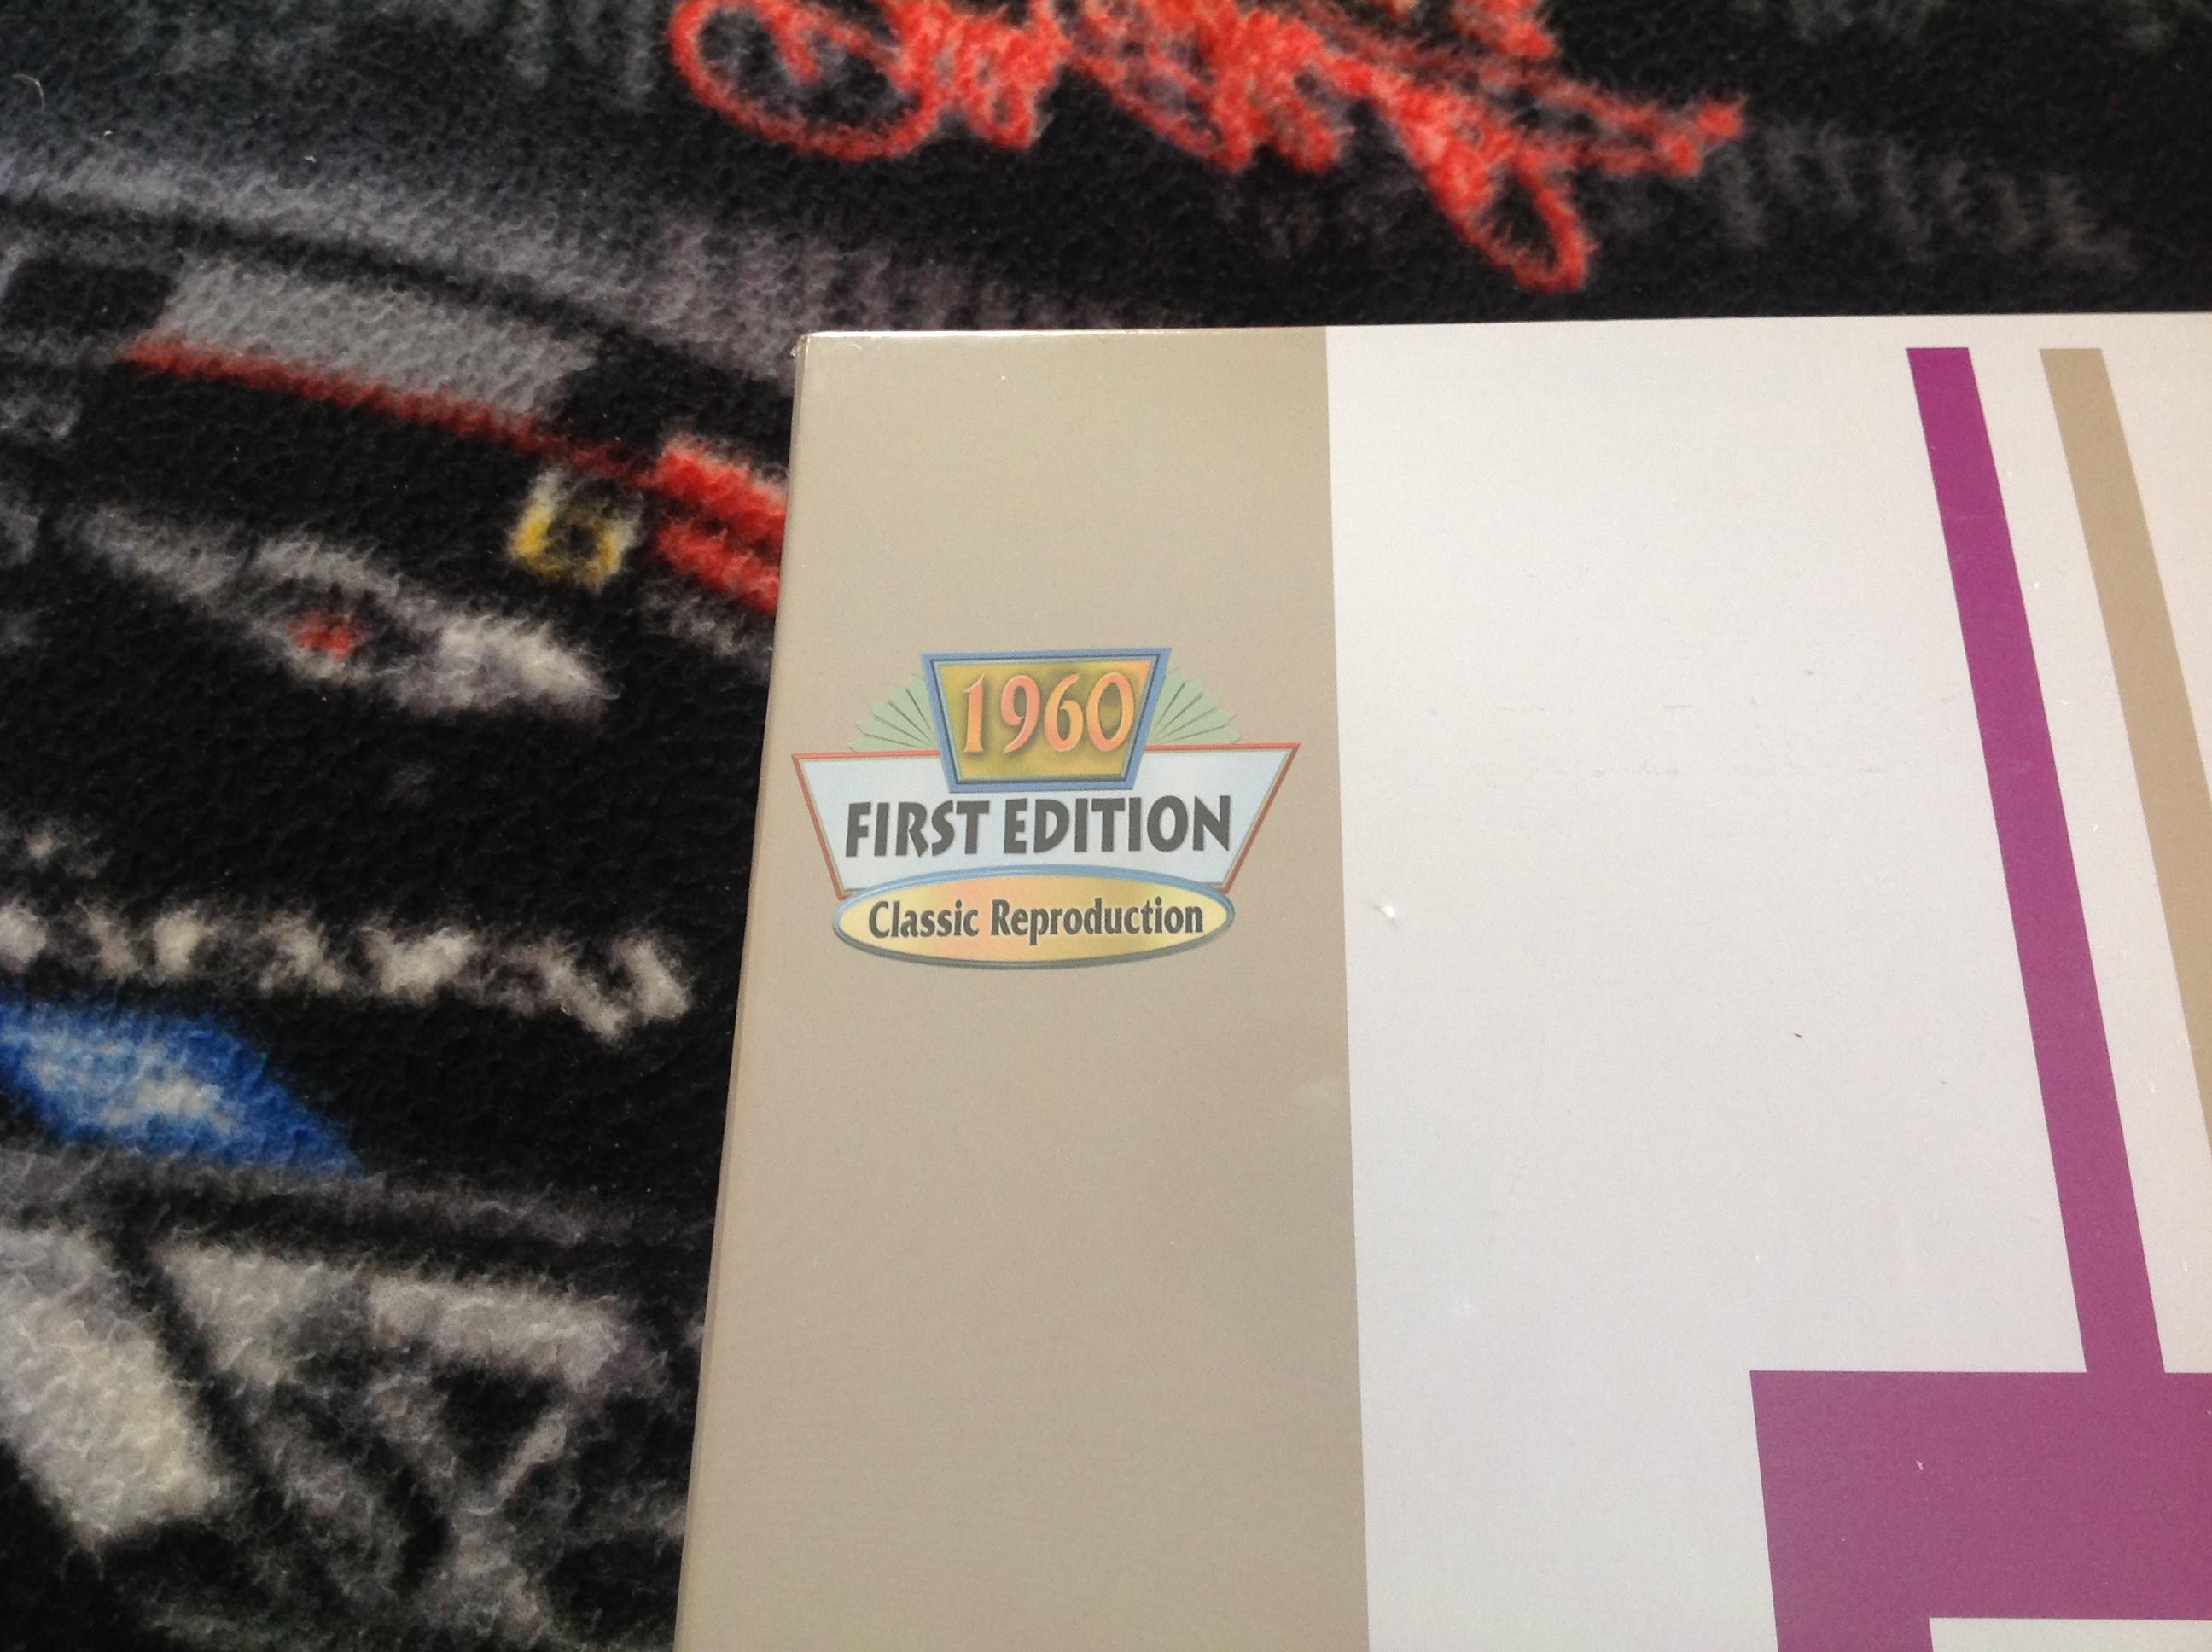 1960
FIRST EDITION
Classic Reproduction